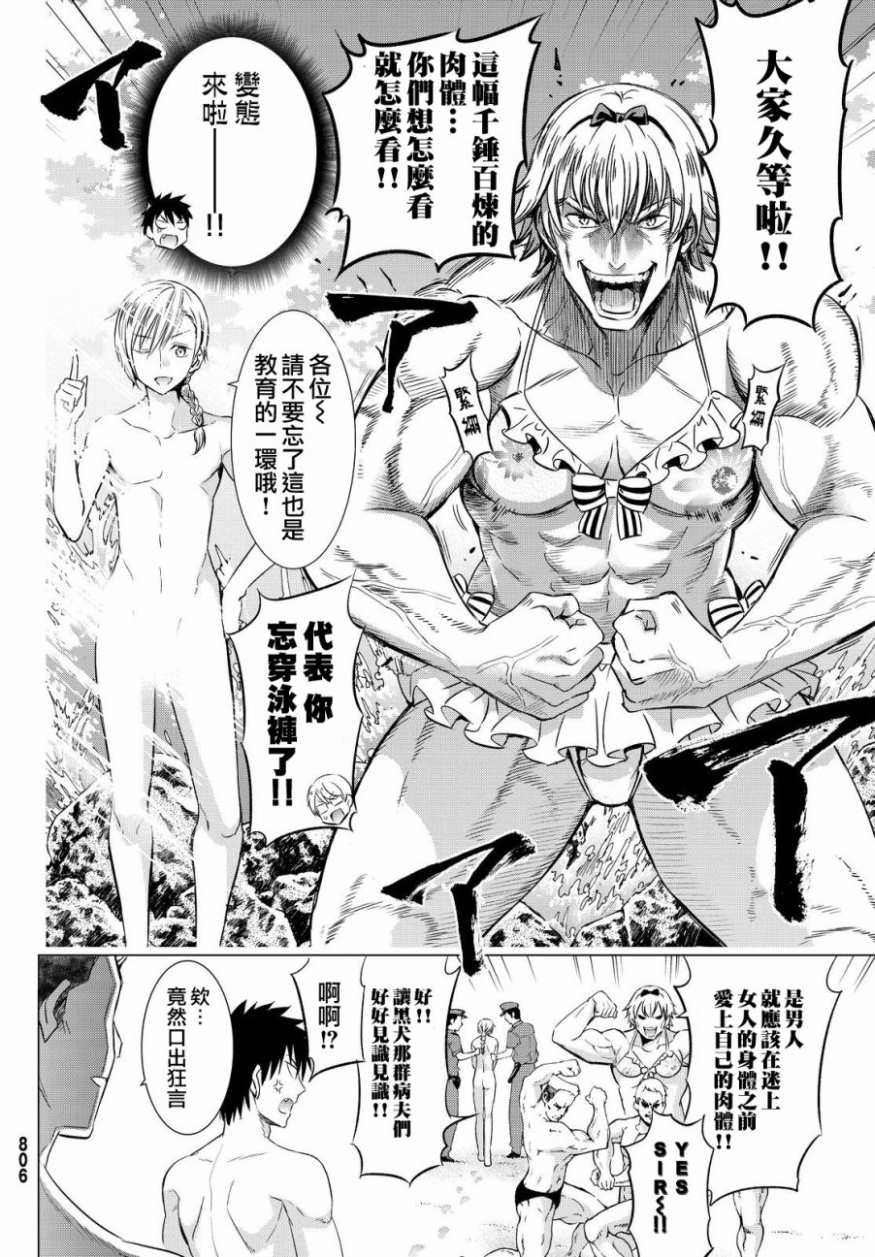 大家久等啦!!
這幅千錘百煉的
肉體…
你們想怎麼看
就怎麼看!!
變態
來啦
——!!
各位～
請不要忘了這也是
教育的一環哦!
代表 你
忘穿泳褲了!!
緊繃
緊繃
是男人
就應該在迷上
女人的身體之前
愛上自己的肉體!!
YES
SIR～!!
好!!
讓黑犬那群病夫們
好好見識見識!!
啊啊!?
欸…
竟然口出狂言
806